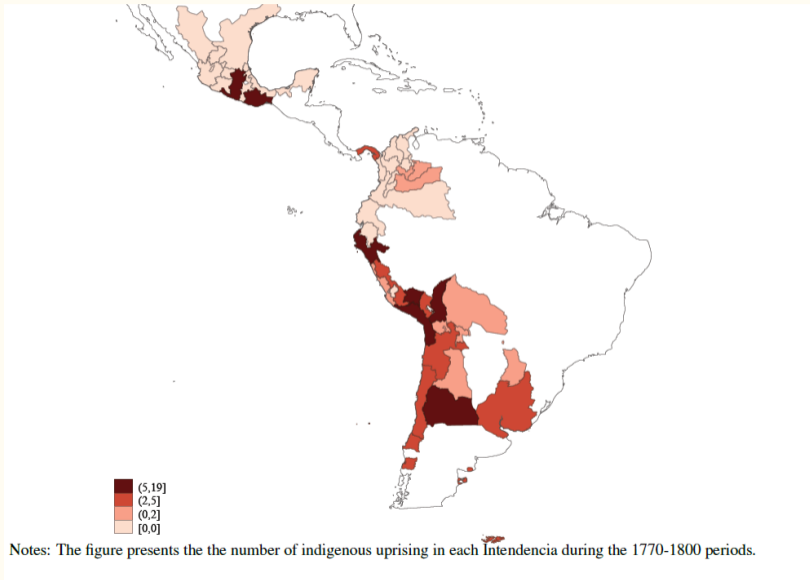 (5,19]
(2,5]
(0,2]
[0,0]
Notes: The figure presents the the number of indigenous uprising in each Intendencia during the 1770-1800 periods.